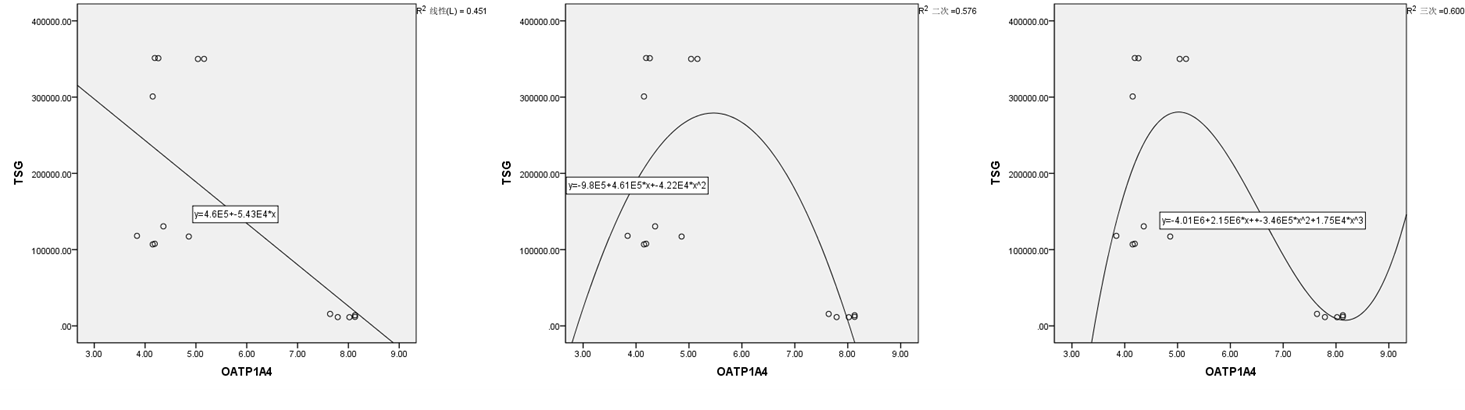 R² 线性(L) = 0.451
400000.00
300000.00
200000.00
100000.00
.00
TSG
y=4.6E5+-5.43E4*x
3.00 4.00 5.00 6.00 7.00 8.00 9.00
OATP1A4
R² 二次 =0.576
400000.00
300000.00
200000.00
100000.00
.00
TSG
y=-9.8E5+4.61E5*x+-4.22E4*x^2
3.00 4.00 5.00 6.00 7.00 8.00 9.00
OATP1A4
R² 三次 =0.600
400000.00
300000.00
200000.00
100000.00
.00
TSG
y=-4.01E6+2.15E6*x++-3.46E5*x^2+1.75E4*x^3
3.00 4.00 5.00 6.00 7.00 8.00 9.00
OATP1A4